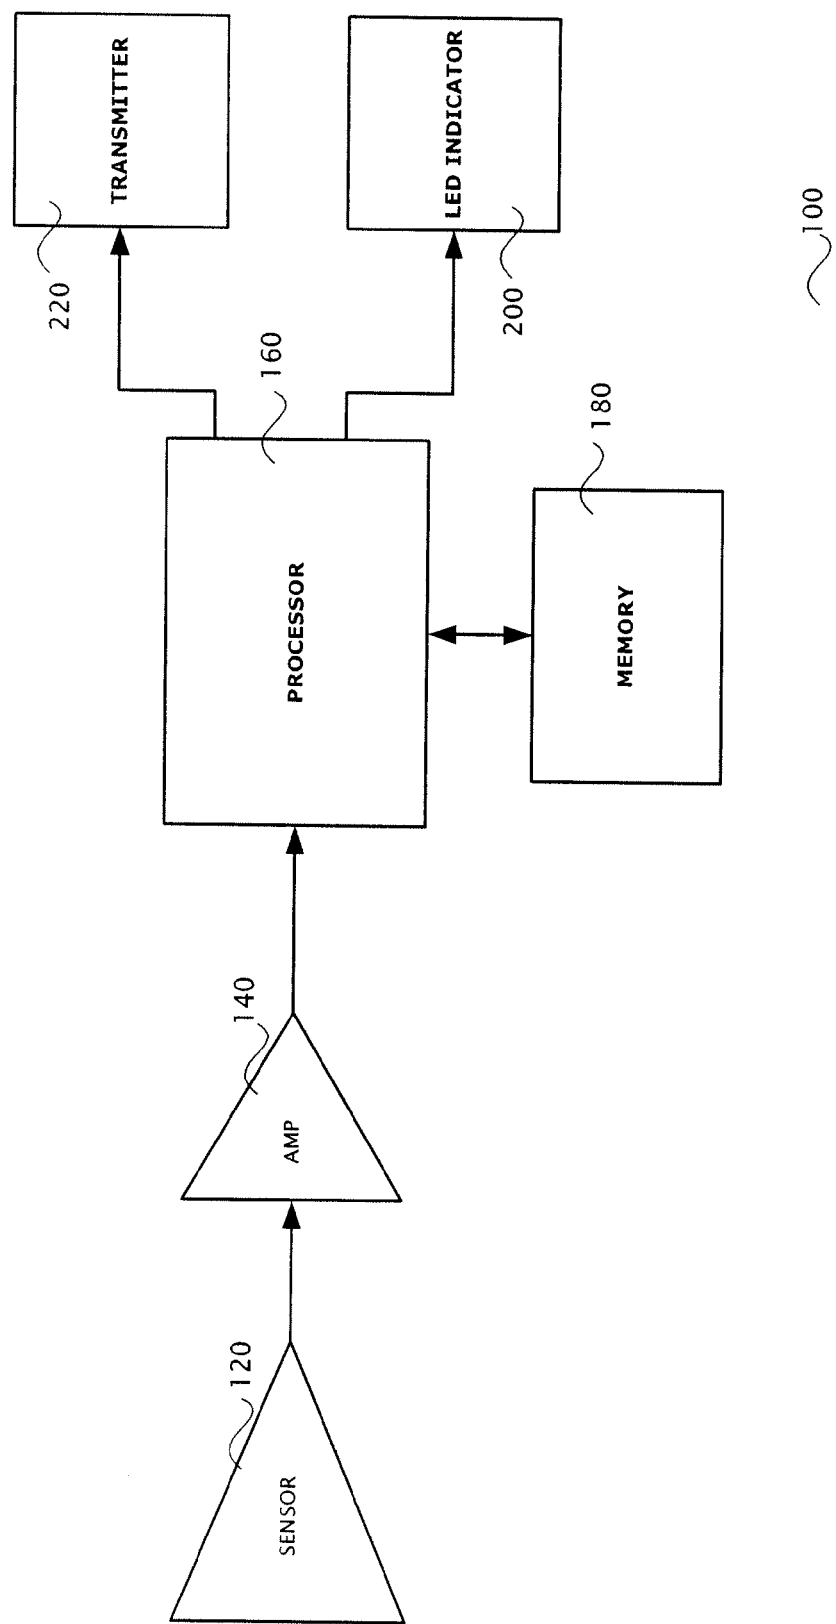 SENSOR
120
AMP
140
PROCESSOR
160
MEMORY
180
TRANSMITTER
220
LED INDICATOR
200
100